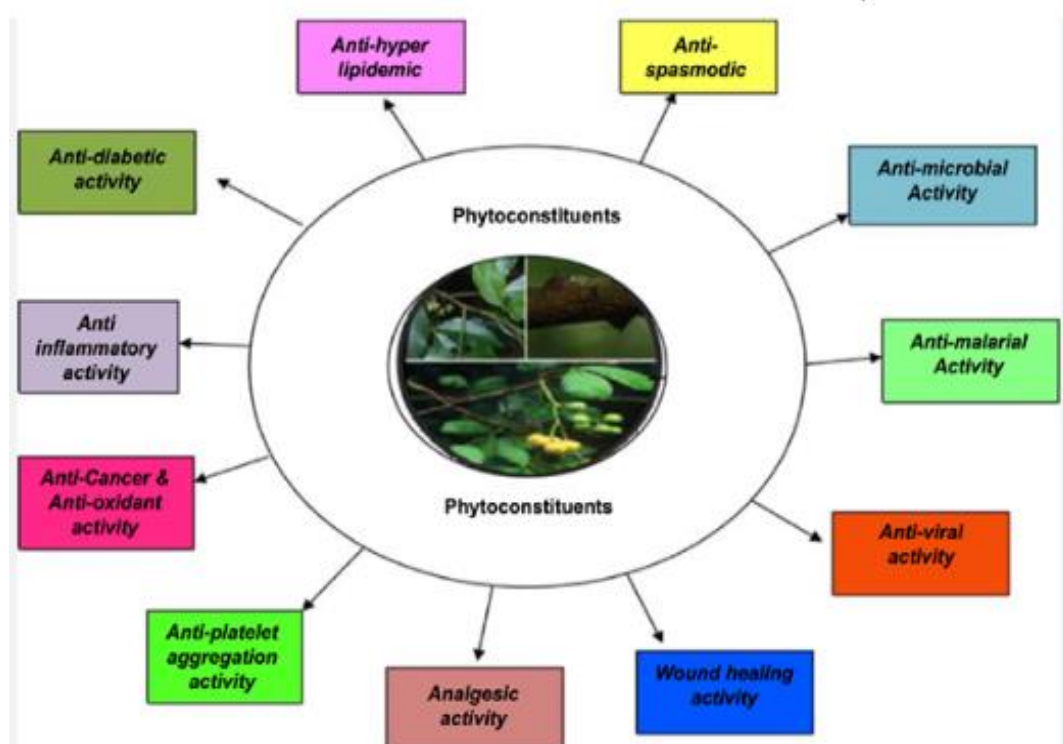 Anti-hyper
lipidemic
Anti-
spasmodic
Anti-diabetic
activity
Anti-microbial
Activity
Phytoconstituents
Anti
inflammatory
activity
Anti-malarial
Activity
Anti-Cancer &
Anti-oxidant
activity
Phytoconstituents
Anti-viral
activity
Anti-platelet
aggregation
activity
Analgesic
activity
Wound healing
activity